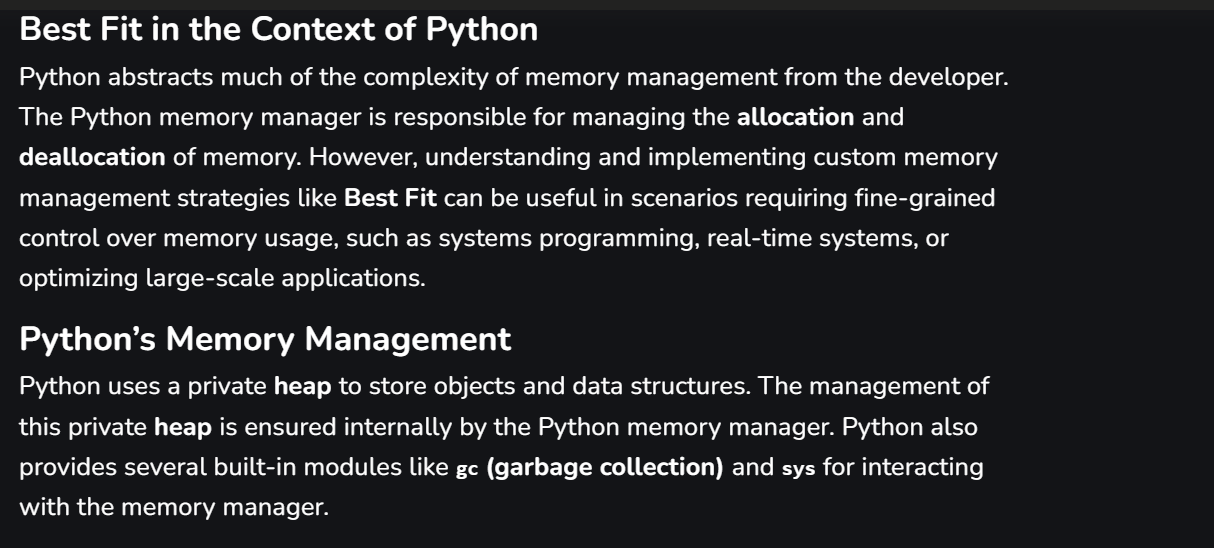 Best Fit in the Context of Python
Python abstracts much of the complexity of memory management from the developer.
The Python memory manager is responsible for managing the allocation and
deallocation of memory. However, understanding and implementing custom memory
management strategies like Best Fit can be useful in scenarios requiring fine-grained
control over memory usage, such as systems programming, real-time systems, or
optimizing large-scale applications.
Python’s Memory Management
Python uses a private heap to store objects and data structures. The management of
this private heap is ensured internally by the Python memory manager. Python also
provides several built-in modules like gc (garbage collection) and sys for interacting
with the memory manager.